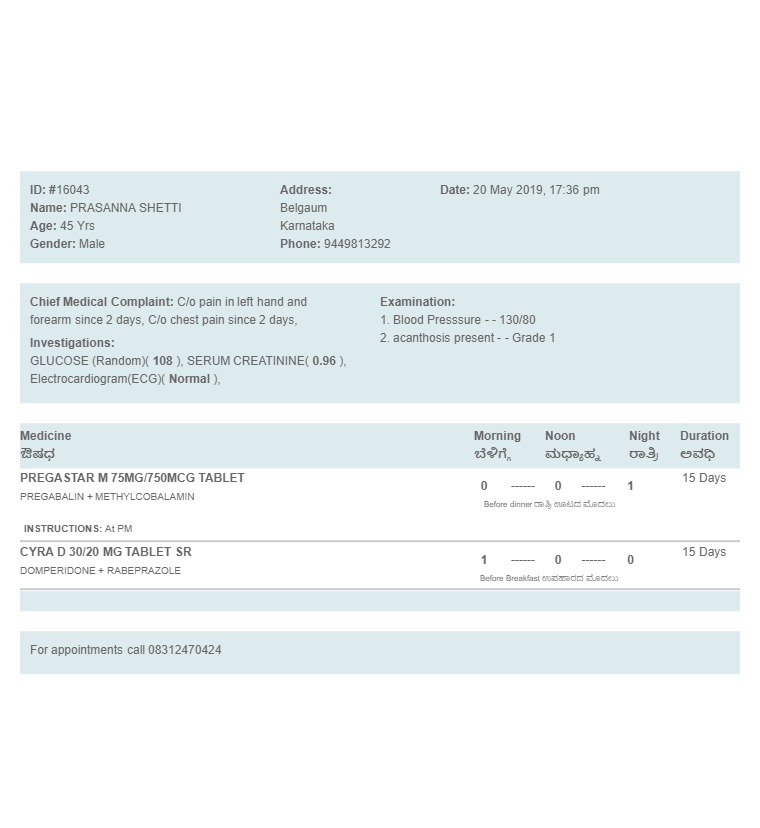 ID: #16043
Name: PRASANNA SHETTI
Age: 45 Yrs
Gender: Male
Address:
Belgaum
Karnataka
Phone: 9449813292
Date: 20 May 2019, 17:36 pm
Chief Medical Complaint: C/o pain in left hand and
forearm since 2 days, C/o chest pain since 2 days,
Investigations:
GLUCOSE (Random)( 108 ), SERUM CREATININE( 0.96 ),
Electrocardiogram(ECG)( Normal ),
Examination:
1. Blood Presssure - - 130/80
2. acanthosis present - - Grade 1
Medicine Morning Noon Night Duration
ಔಷಧ ಬೆಳಿಗ್ಗೆ ಮಧ್ಯಾಹ್ನ ರಾತ್ರಿ ಅವಧಿ
PREGASTAR M 75MG/750MCG TABLET 15 Days
0 ------ 0 ------ 1
PREGABALIN + METHYLCOBALAMIN
Before dinner ರಾತ್ರಿ ಊಟದ ಮೊದಲು
INSTRUCTIONS: At PM
CYRA D 30/20 MG TABLET SR 15 Days
1 ------ 0 ------ 0
DOMPERIDONE + RABEPRAZOLE
Before Breakfast ಉಪಹಾರದ ಮೊದಲು
For appointments call 08312470424